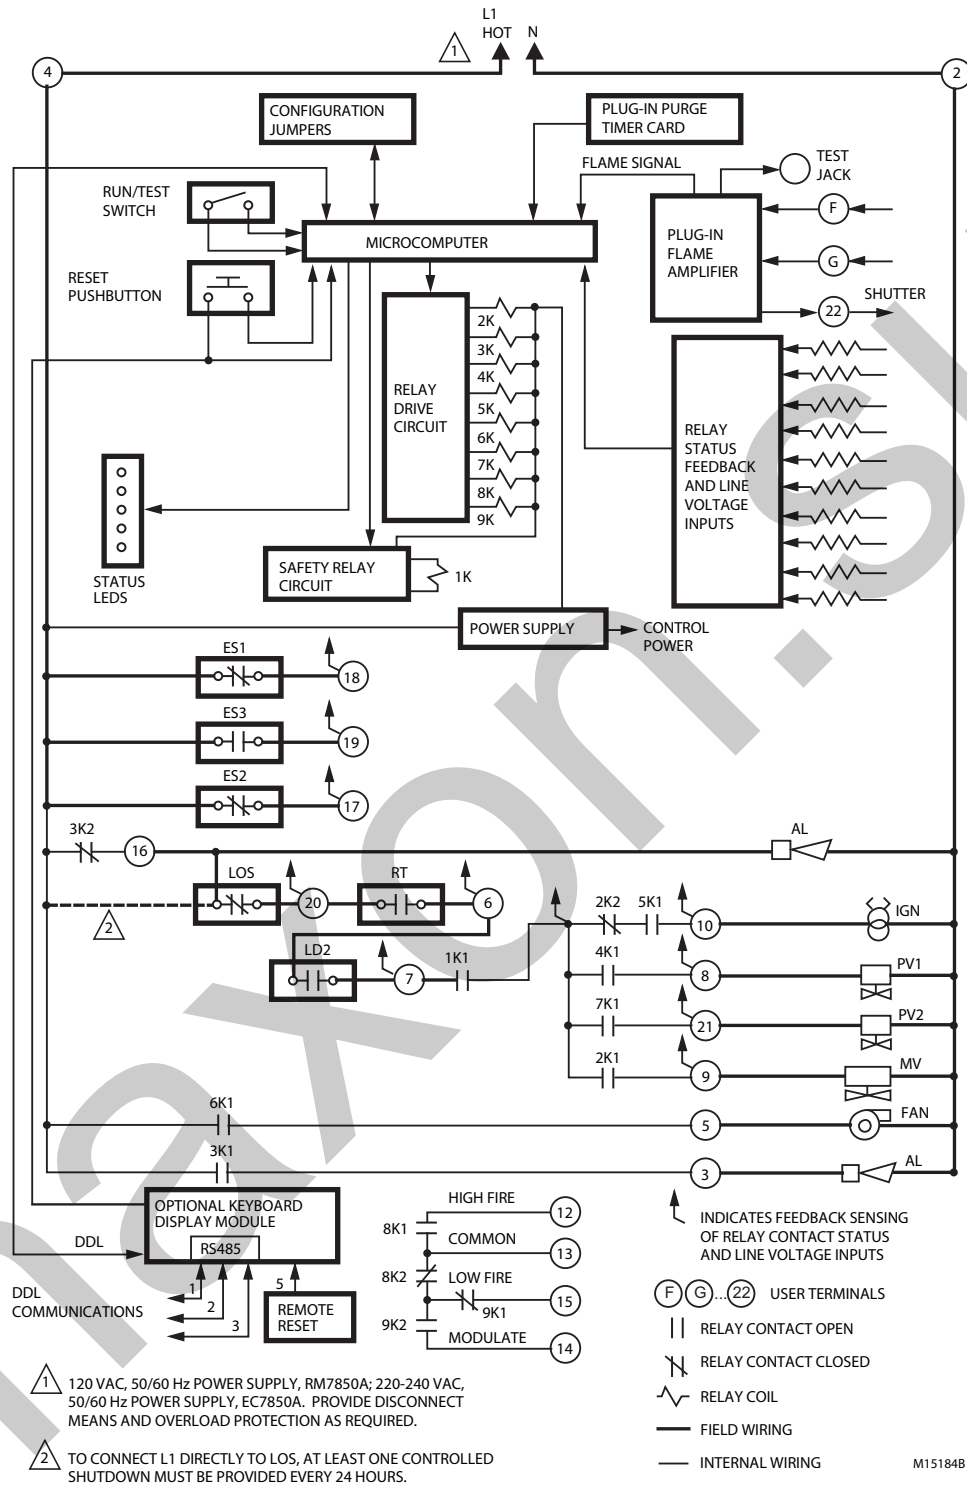 L1
HOT
N
1
4
2
CONFIGURATION
JUMPERS
PLUG-IN PURGE
TIMER CARD
FLAME SIGNAL
TEST
JACK
RUN/TEST
SWITCH
F
MICROCOMPUTER
PLUG-IN
FLAME
AMPLIFIER
G
RESET
PUSHBUTTON
SHUTTER
22
2K
3K
4K
5K
6K
7K
8K
9K
RELAY
DRIVE
CIRCUIT
RELAY
STATUS
FEEDBACK
AND LINE
VOLTAGE
INPUTS
STATUS
LEDS
SAFETY RELAY
CIRCUIT
1K
POWER SUPPLY
CONTROL
POWER
ES1
18
ES3
19
ES2
17
3K2
16
AL
LOS
20
RT
6
2
2K2
5K1
10
IGN
LD2
7
1K1
4K1
8
PV1
7K1
21
PV2
2K1
9
MV
6K1
5
FAN
3K1
3
AL
OPTIONAL KEYBOARD
DISPLAY MODULE
RS485
DDL
DDL
COMMUNICATIONS
1
2
3
5
REMOTE
RESET
HIGH FIRE
12
8K1
COMMON
13
8K2
LOW FIRE
15
9K1
9K2
MODULATE
14
INDICATES FEEDBACK SENSING
OF RELAY CONTACT STATUS
AND LINE VOLTAGE INPUTS
F G ... 22 USER TERMINALS
RELAY CONTACT OPEN
RELAY CONTACT CLOSED
RELAY COIL
FIELD WIRING
INTERNAL WIRING
1 120 VAC, 50/60 Hz POWER SUPPLY, RM7850A; 220-240 VAC,
50/60 Hz POWER SUPPLY, EC7850A. PROVIDE DISCONNECT
MEANS AND OVERLOAD PROTECTION AS REQUIRED.
2 TO CONNECT L1 DIRECTLY TO LOS, AT LEAST ONE CONTROLLED
SHUTDOWN MUST BE PROVIDED EVERY 24 HOURS.
M15184B